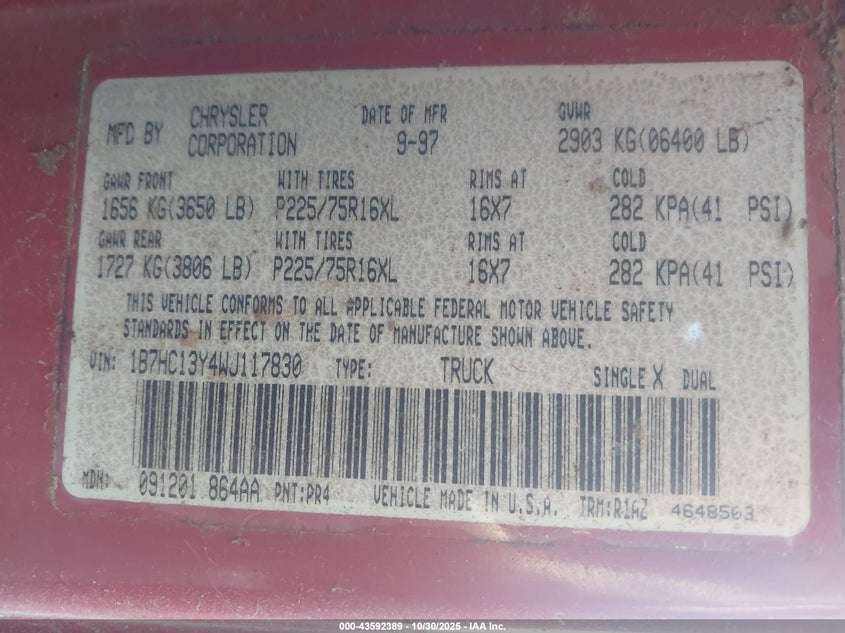 MFD BY CHRYSLER CORPORATION DATE OF MFR 9-97 GVWR 2903 KG(06400 LB)
GAWR FRONT WITH TIRES RIMS AT COLD
1656 KG(3650 LB) P225/75R16XL 16X7 282 KPA(41 PSI)
GAWR REAR WITH TIRES RIMS AT COLD
1727 KG(3806 LB) P225/75R16XL 16X7 282 KPA(41 PSI)
THIS VEHICLE CONFORMS TO ALL APPLICABLE FEDERAL MOTOR VEHICLE SAFETY
STANDARDS IN EFFECT ON THE DATE OF MANUFACTURE SHOWN ABOVE.
VIN: 1B7HC13Y4WJ117830 TYPE: TRUCK SINGLE X DUAL
MDH: 091201 864AA PNT:PR4 VEHICLE MADE IN U.S.A. TRM:R1AZ 4648563
000-43592389 - 10/30/2025 - IAA Inc.